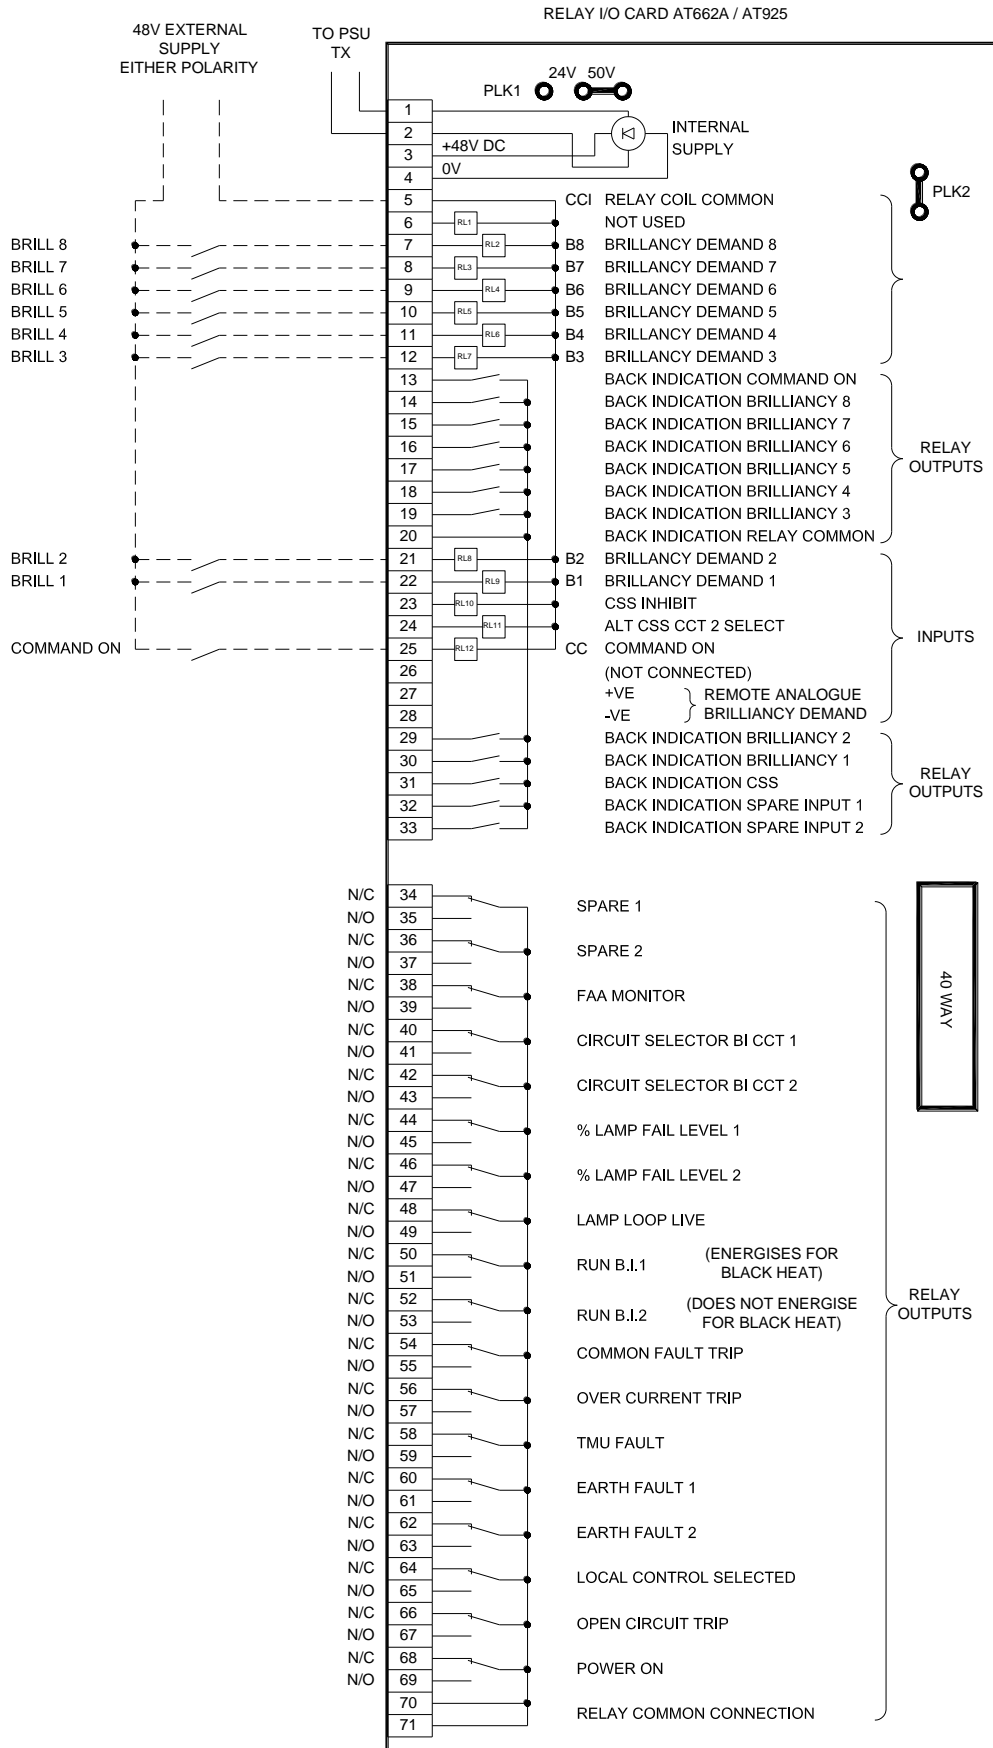 RELAY I/O CARD AT662A / AT925
48V EXTERNAL
SUPPLY
EITHER POLARITY
TO PSU
TX
PLK1 24V 50V
1
2
3 +48V DC
4 0V
INTERNAL
SUPPLY
PLK2
5 CCI RELAY COIL COMMON
6 RL1 NOT USED
BRILL 8 7 RL2 B8 BRILLANCY DEMAND 8
BRILL 7 8 RL3 B7 BRILLANCY DEMAND 7
BRILL 6 9 RL4 B6 BRILLANCY DEMAND 6
BRILL 5 10 RL5 B5 BRILLANCY DEMAND 5
BRILL 4 11 RL6 B4 BRILLANCY DEMAND 4
BRILL 3 12 RL7 B3 BRILLANCY DEMAND 3
13 BACK INDICATION COMMAND ON
14 BACK INDICATION BRILLIANCY 8
15 BACK INDICATION BRILLIANCY 7
16 BACK INDICATION BRILLIANCY 6
17 BACK INDICATION BRILLIANCY 5
18 BACK INDICATION BRILLIANCY 4
19 BACK INDICATION BRILLIANCY 3
20 BACK INDICATION RELAY COMMON
RELAY
OUTPUTS
BRILL 2 21 RL8 B2 BRILLANCY DEMAND 2
BRILL 1 22 RL9 B1 BRILLANCY DEMAND 1
23 RL10 CSS INHIBIT
24 RL11 ALT CSS CCT 2 SELECT
COMMAND ON 25 RL12 CC COMMAND ON
26 (NOT CONNECTED)
27 +VE
28 -VE
REMOTE ANALOGUE
BRILLIANCY DEMAND
INPUTS
29 BACK INDICATION BRILLIANCY 2
30 BACK INDICATION BRILLIANCY 1
31 BACK INDICATION CSS
32 BACK INDICATION SPARE INPUT 1
33 BACK INDICATION SPARE INPUT 2
RELAY
OUTPUTS
N/C 34
N/O 35
SPARE 1
N/C 36
N/O 37
SPARE 2
N/C 38
N/O 39
FAA MONITOR
N/C 40
N/O 41
CIRCUIT SELECTOR BI CCT 1
N/C 42
N/O 43
CIRCUIT SELECTOR BI CCT 2
N/C 44
N/O 45
% LAMP FAIL LEVEL 1
N/C 46
N/O 47
% LAMP FAIL LEVEL 2
N/C 48
N/O 49
LAMP LOOP LIVE
N/C 50
N/O 51
RUN B.I.1 (ENERGISES FOR
BLACK HEAT)
N/C 52
N/O 53
RUN B.I.2 (DOES NOT ENERGISE
FOR BLACK HEAT)
N/C 54
N/O 55
COMMON FAULT TRIP
N/C 56
N/O 57
OVER CURRENT TRIP
N/C 58
N/O 59
TMU FAULT
N/C 60
N/O 61
EARTH FAULT 1
N/C 62
N/O 63
EARTH FAULT 2
N/C 64
N/O 65
LOCAL CONTROL SELECTED
N/C 66
N/O 67
OPEN CIRCUIT TRIP
N/C 68
N/O 69
POWER ON
70
71
RELAY COMMON CONNECTION
RELAY
OUTPUTS
40 WAY